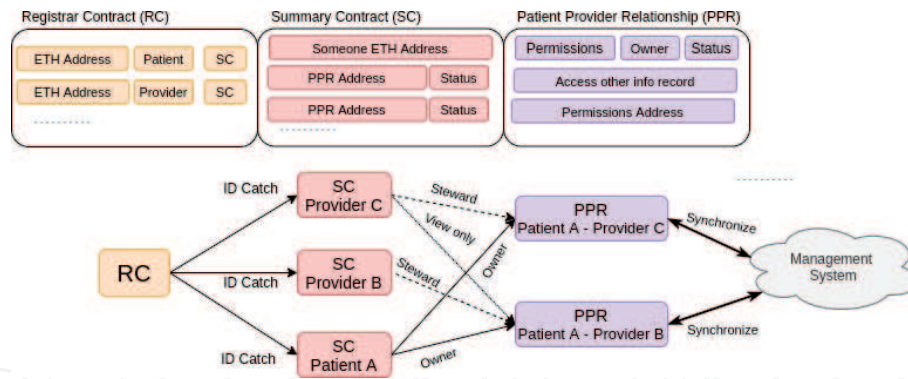 Registrar Contract (RC)
Summary Contract (SC)
Patient Provider Relationship (PPR)
ETH Address
Patient
SC
ETH Address
Provider
SC
Someone ETH Address
PPR Address
Status
PPR Address
Status
Permissions
Owner
Status
Access other info record
Permissions Address
RC
ID Catch
ID Catch
ID Catch
SC
Provider C
SC
Provider B
SC
Patient A
Steward
View only
Steward
Owner
Owner
PPR
Patient A - Provider C
PPR
Patient A - Provider B
Synchronize
Synchronize
Management
System